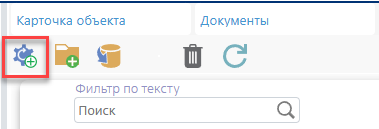 Карточка объекта
Документы
Фильтр по тексту
Поиск